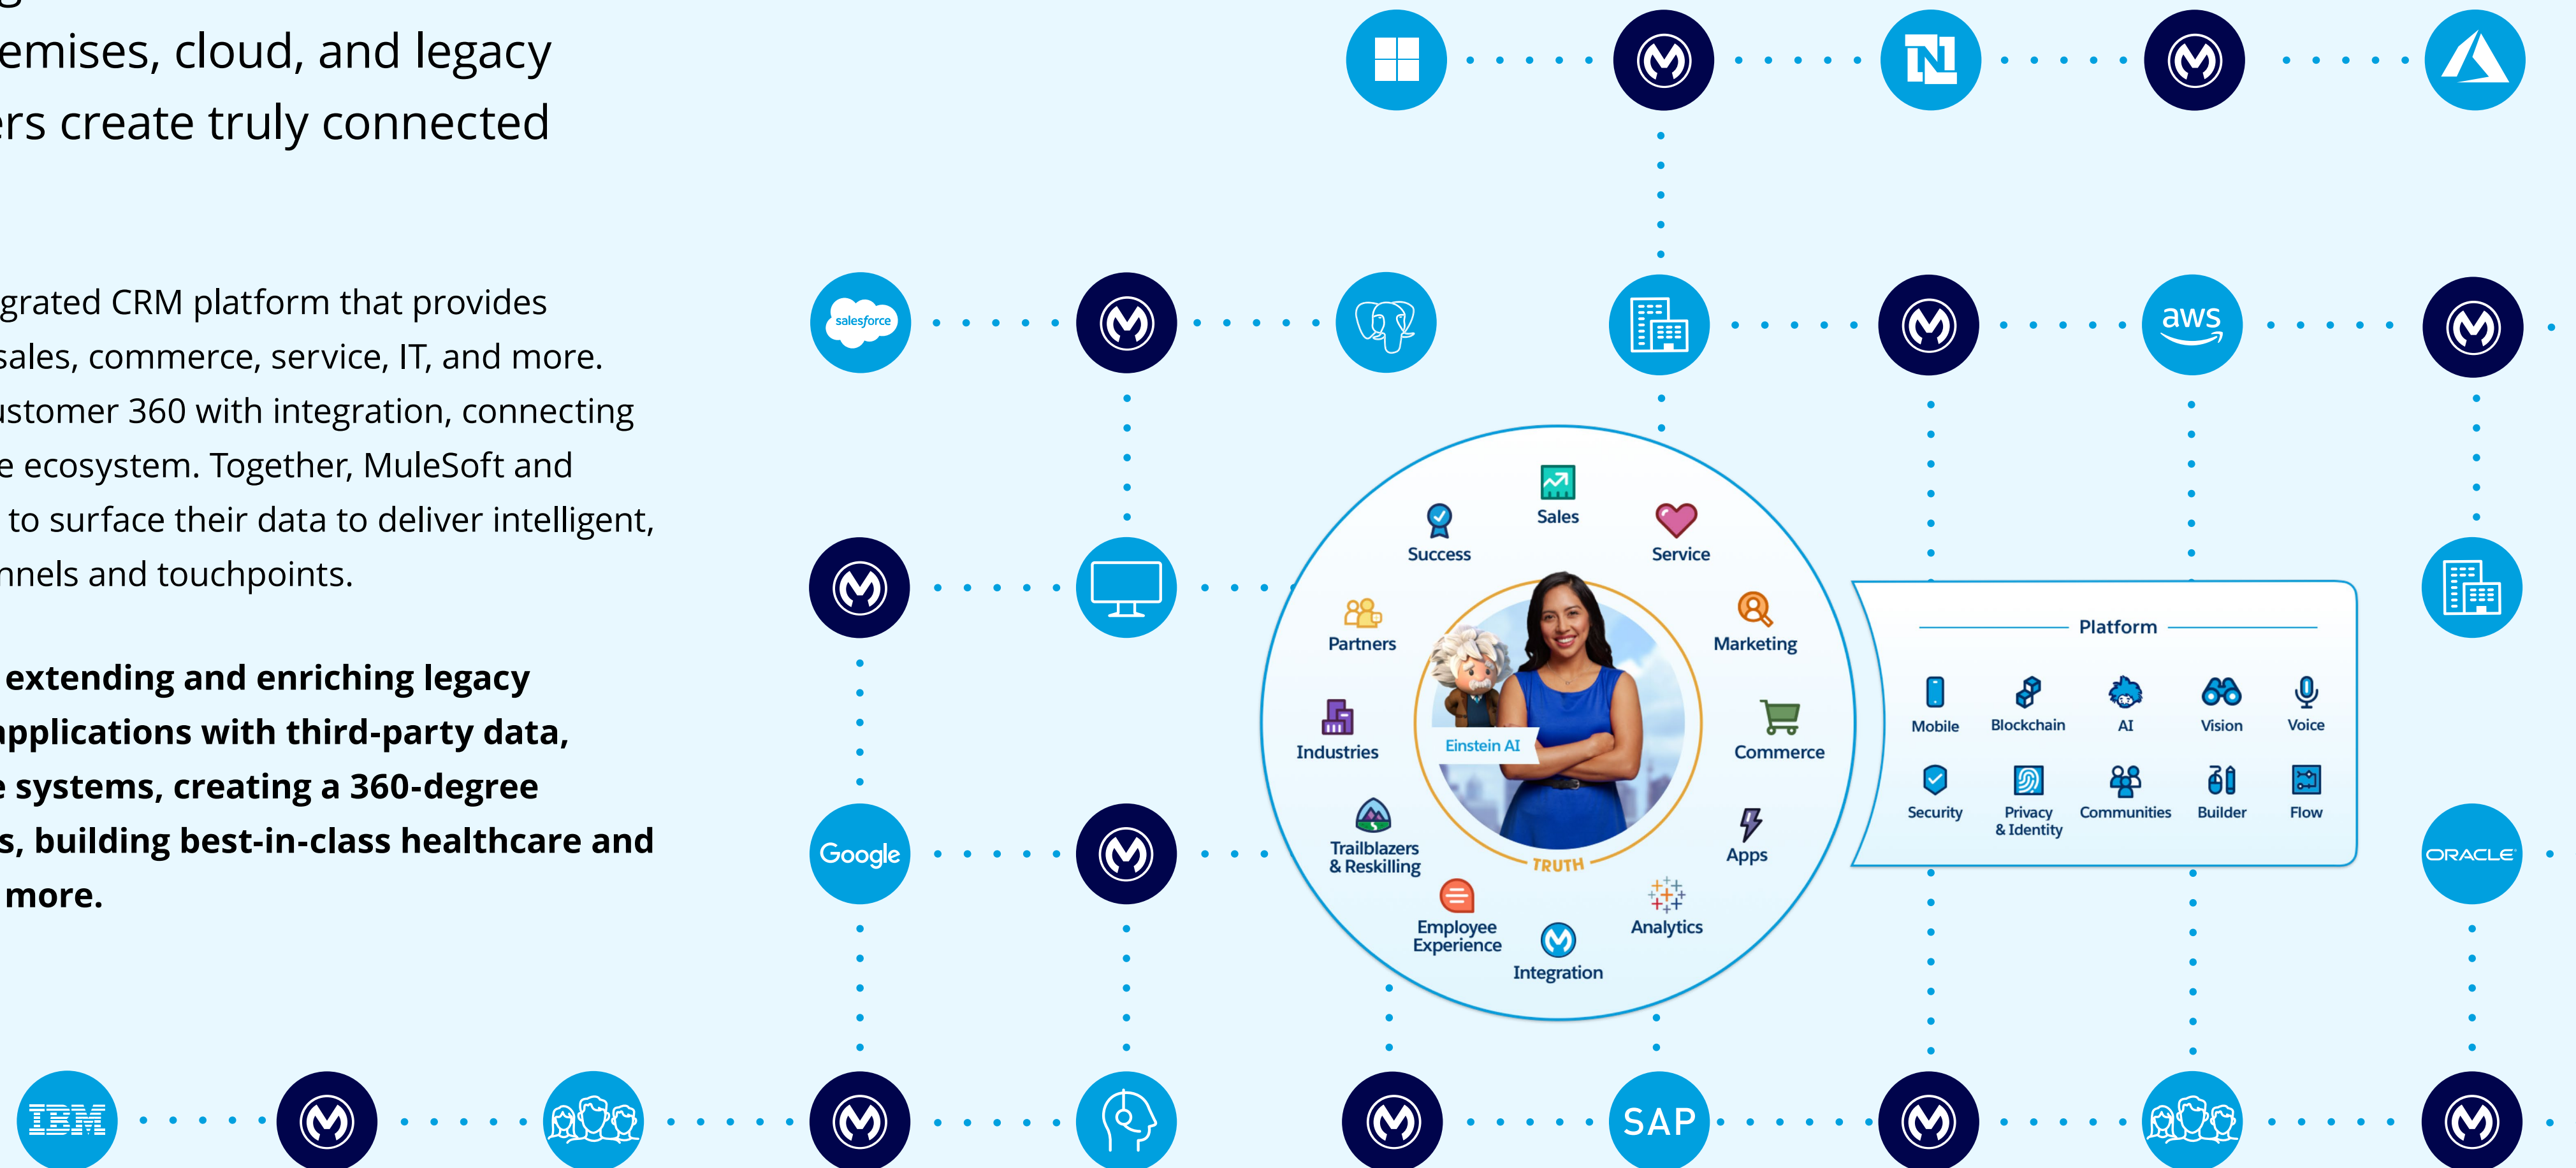 emises, cloud, and legacy
ers create truly connected
grated CRM platform that provides
sales, commerce, service, IT, and more.
ustomer 360 with integration, connecting
e ecosystem. Together, MuleSoft and
to surface their data to deliver intelligent,
nnels and touchpoints.
extending and enriching legacy
applications with third-party data,
e systems, creating a 360-degree
s, building best-in-class healthcare and
more.
salesforce
aws
Google
Sales
Success
Service
Partners
Marketing
Industries
Einstein AI
Commerce
Trailblazers
& Reskilling
TRUTH
Apps
Employee
Experience
Analytics
Integration
Platform
Mobile
Blockchain
AI
Vision
Voice
Security
Privacy
& Identity
Communities
Builder
Flow
ORACLE
IBM
SAP